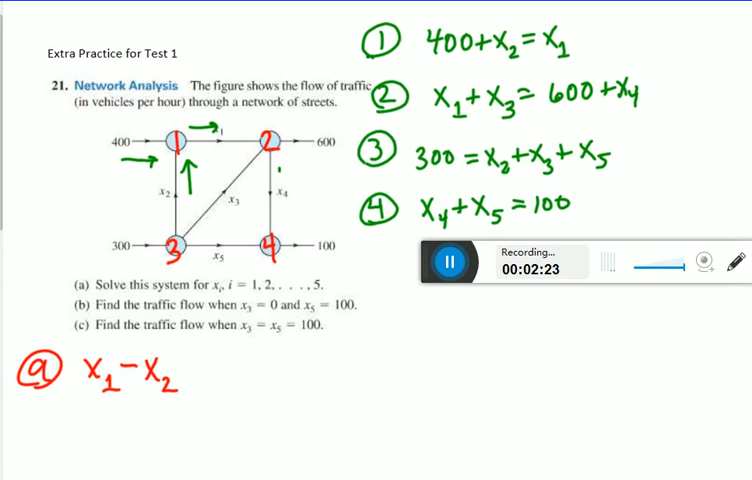 Extra Practice for Test 1
21. Network Analysis The figure shows the flow of traffic
(in vehicles per hour) through a network of streets.
400 1 2 600
x₂ x₃ x₄
300 3 x₅ 4 100
(a) Solve this system for xᵢ, i = 1, 2, . . . , 5.
(b) Find the traffic flow when x₃ = 0 and x₅ = 100.
(c) Find the traffic flow when x₃ = x₅ = 100.
① 400+x₂=x₁
② x₁+x₃=600+x₄
③ 300=x₂+x₃+x₅
④ x₄+x₅=100
Recording...
00:02:23
ⓐ x₁-x₂